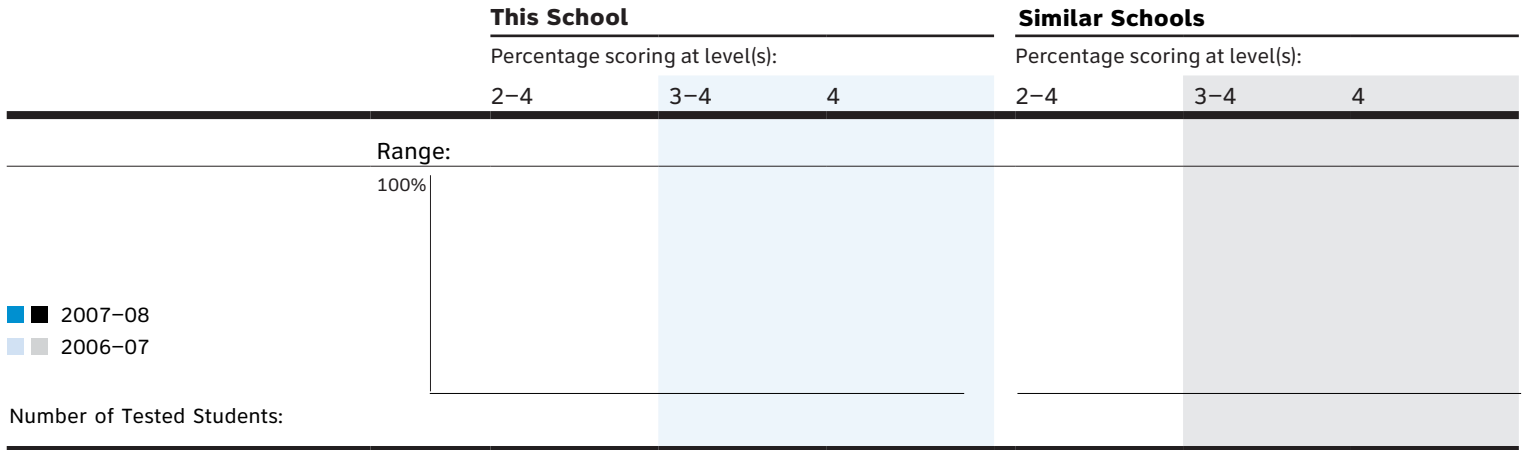 This School Similar Schools
Percentage scoring at level(s): Percentage scoring at level(s):
2–4 3–4 4 2–4 3–4 4
Range:
100%
2007–08
2006–07
Number of Tested Students: